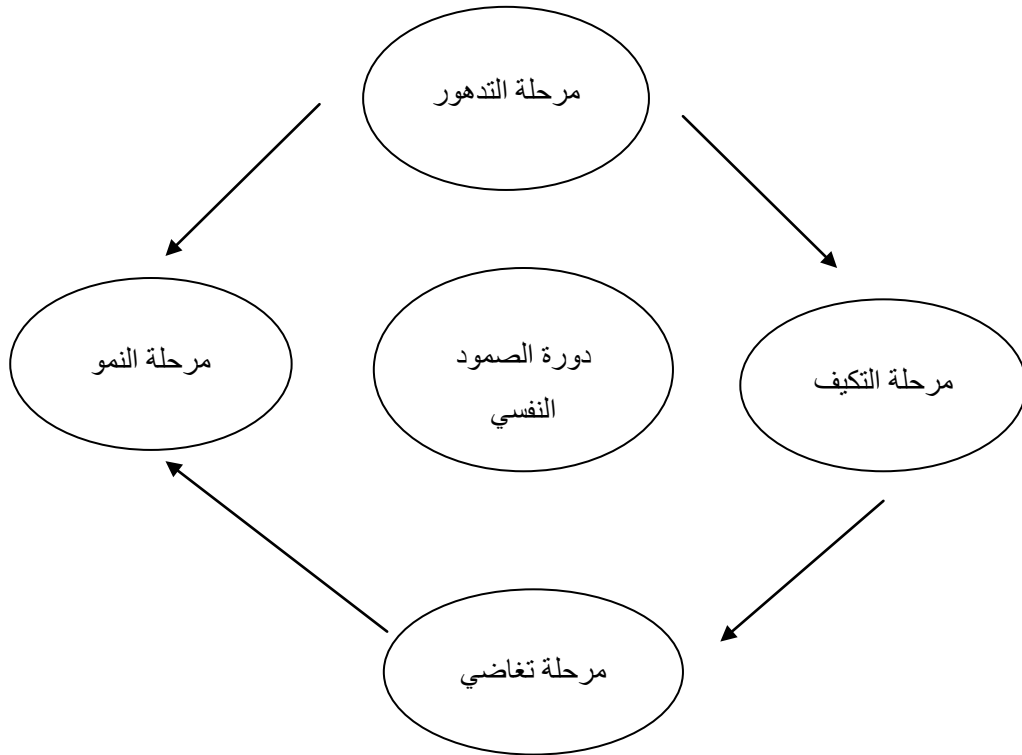 مرحلة التدهور
مرحلة التكيف
دورة الصمود
النفسي
مرحلة النمو
مرحلة تغاضي